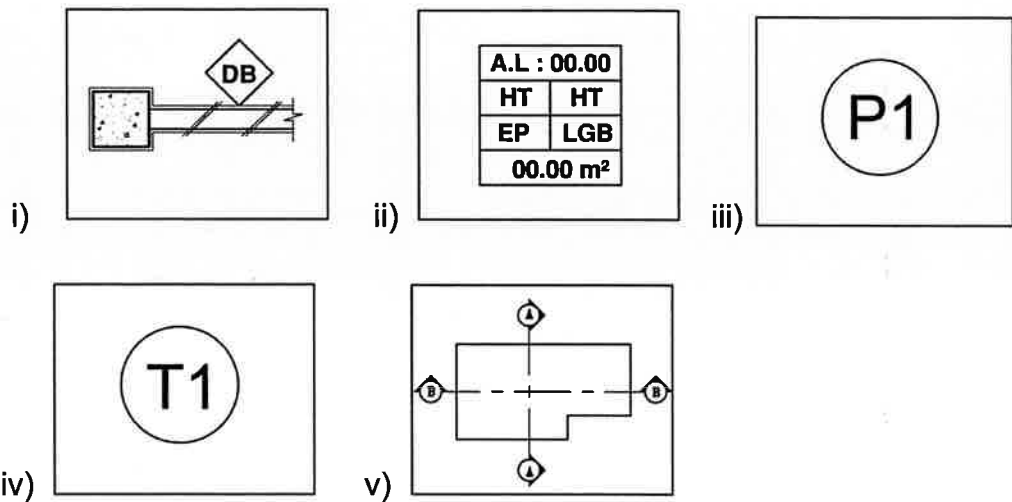 DB
i)
A.L : 00.00
HT HT
EP LGB
00.00 m²
ii)
P1
iii)
T1
iv)
A
B B
A
v)